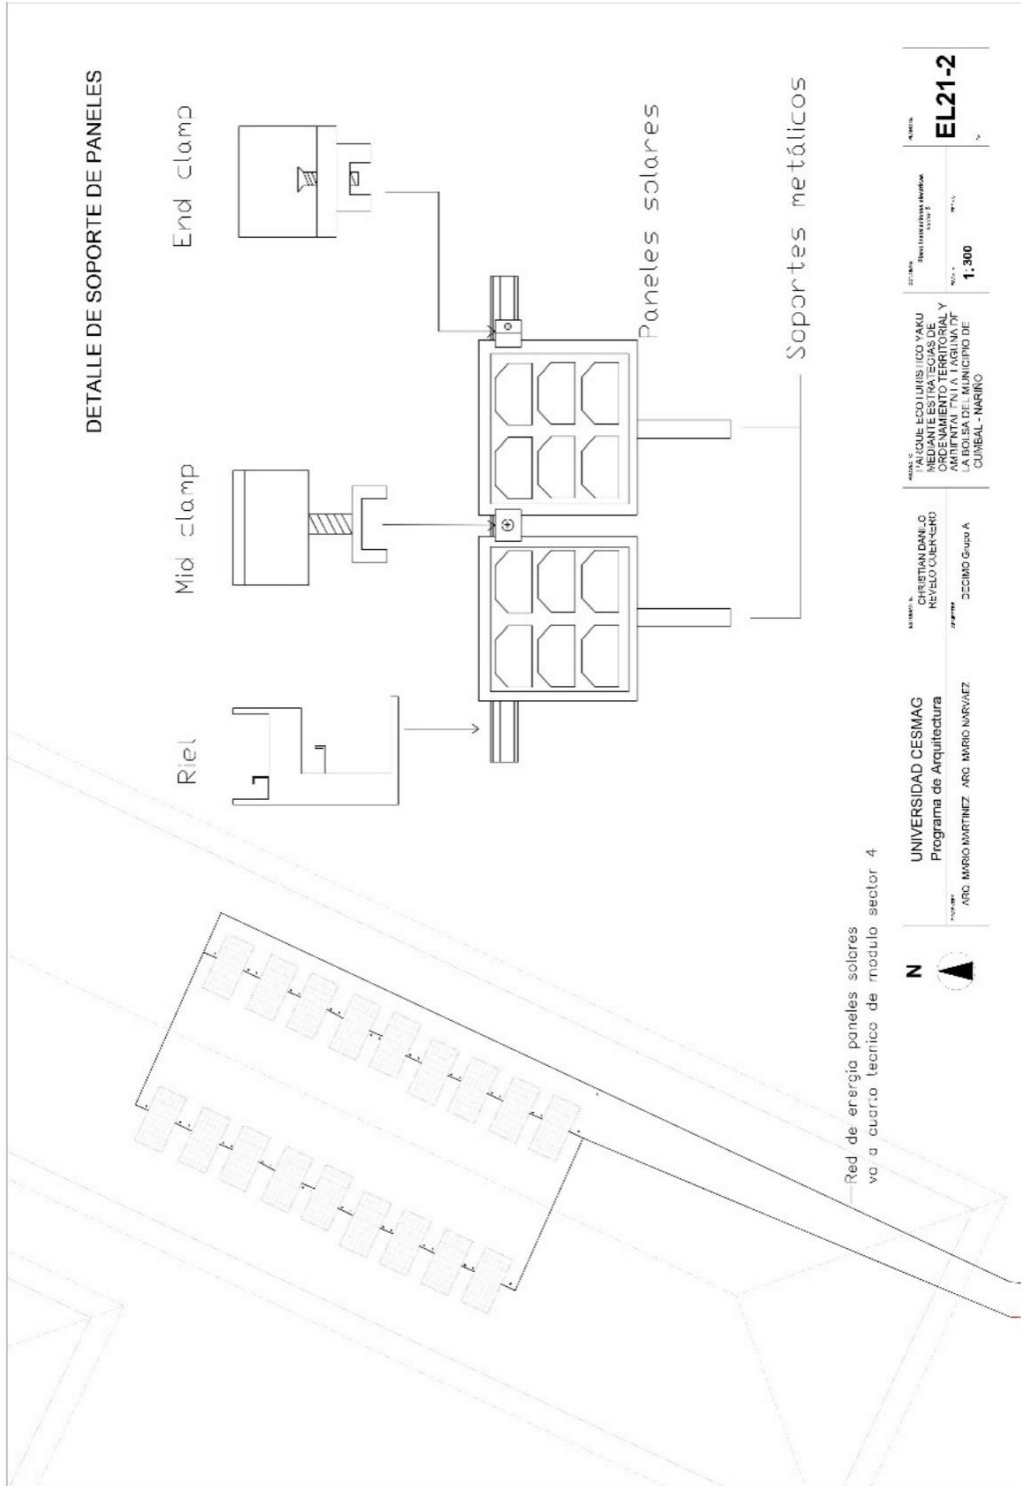 DETALLE DE SOPORTE DE PANELES
Riel
Mid clamp
End clamp
Paneles solares
Soportes metálicos
Red de energia paneles solares
va a cuarto tecnico de modulo sector 4
N
UNIVERSIDAD CESMAG
Programa de Arquitectura
ARQ. MARIO MARTINEZ ARQ. MARIO NARVAEZ
CHRISTIAN DANILO
REVELO GUERRERO
DECIMO Grupo A
PARQUE ECOTURISTICO YAKU
MEDIANTE ESTRATEGIAS DE
ORDENAMIENTO TERRITORIAL Y
AMBIENTAL EN LA LAGUNA DE
LA BOLSA DEL MUNICIPIO DE
CUMBAL - NARIÑO
1:300
EL21-2